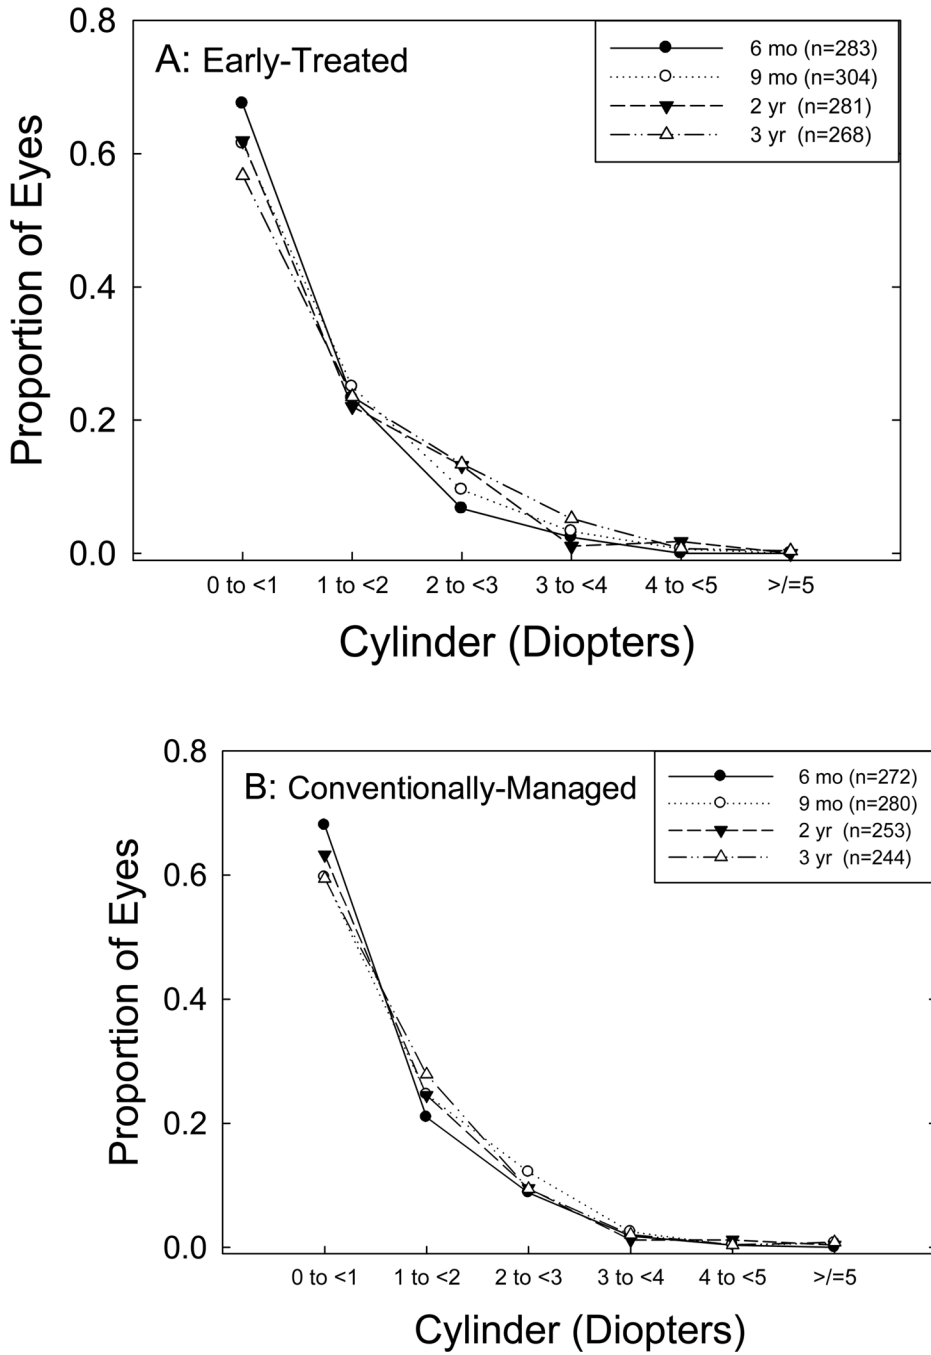 A: Early-Treated
6 mo (n=283)
9 mo (n=304)
2 yr (n=281)
3 yr (n=268)
Proportion of Eyes
0.8
0.6
0.4
0.2
0.0
0 to <1 1 to <2 2 to <3 3 to <4 4 to <5 >/=5
Cylinder (Diopters)
B: Conventionally-Managed
6 mo (n=272)
9 mo (n=280)
2 yr (n=253)
3 yr (n=244)
Proportion of Eyes
0.8
0.6
0.4
0.2
0.0
0 to <1 1 to <2 2 to <3 3 to <4 4 to <5 >/=5
Cylinder (Diopters)